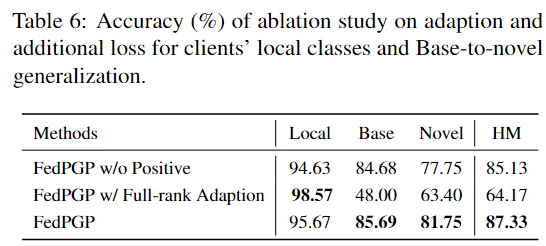 Table 6: Accuracy (%) of ablation study on adaption and
additional loss for clients' local classes and Base-to-novel
generalization.
Methods Local Base Novel HM
FedPGP w/o Positive 94.63 84.68 77.75 85.13
FedPGP w/ Full-rank Adaption 98.57 48.00 63.40 64.17
FedPGP 95.67 85.69 81.75 87.33